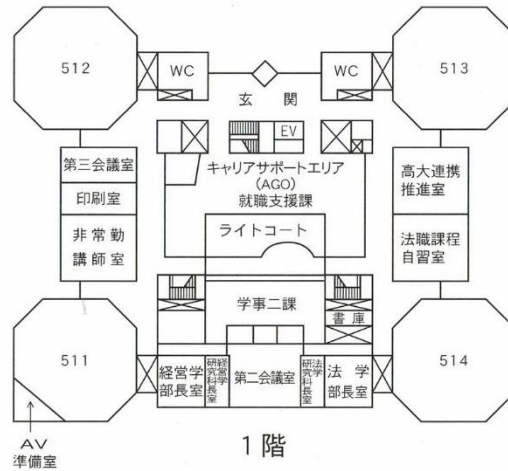 512
WC
WC
513
玄関
EV
第三会議室
印刷室
非常勤
講師室
キャリアサポートエリア
(AGO)
就職支援課
ライトコート
高大連携
推進室
法職課程
自習室
学事二課
書庫
511
経営学
部長室
経営学
研究科長室
第二会議室
法学
研究科長室
法学
部長室
514
AV
準備室
1階